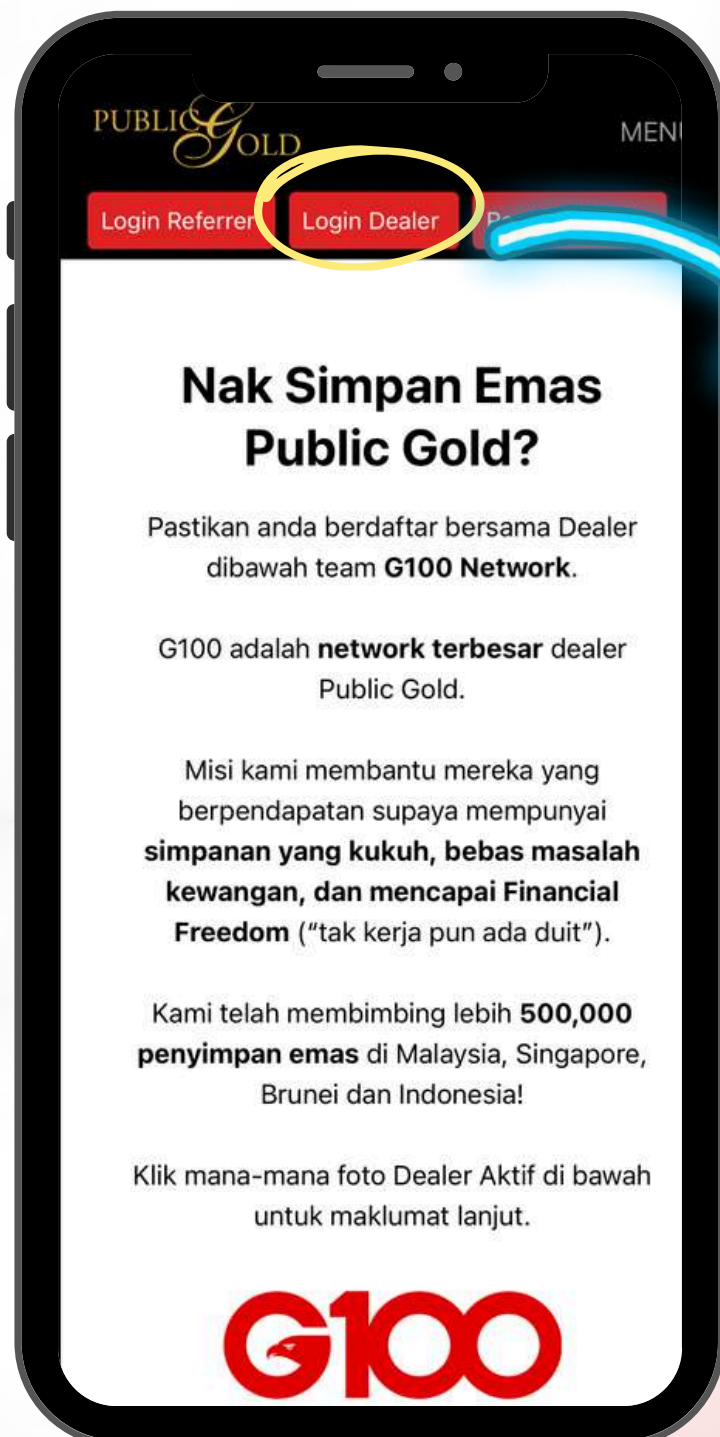 PUBLIC GOLD
MENU
Login Referrer
Login Dealer
Nak Simpan Emas
Public Gold?
Pastikan anda berdaftar bersama Dealer
dibawah team G100 Network.
G100 adalah network terbesar dealer
Public Gold.
Misi kami membantu mereka yang
berpendapatan supaya mempunyai
simpanan yang kukuh, bebas masalah
kewangan, dan mencapai Financial
Freedom (“tak kerja pun ada duit”).
Kami telah membimbing lebih 500,000
penyimpan emas di Malaysia, Singapore,
Brunei dan Indonesia!
Klik mana-mana foto Dealer Aktif di bawah
untuk maklumat lanjut.
G100